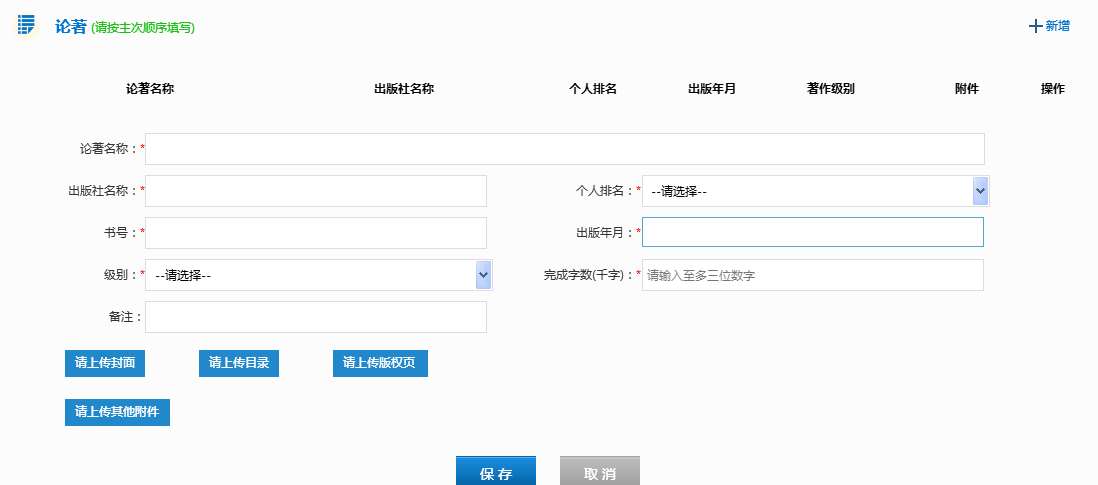 论著 (请按主次顺序填写) 新增
论著名称 出版社名称 个人排名 出版年月 著作级别 附件 操作
论著名称：*
出版社名称：* 个人排名：* --请选择--
书号：* 出版年月：*
级别：* --请选择-- 完成字数(千字)：* 请输入至多三位数字
备注：
请上传封面 请上传目录 请上传版权页
请上传其他附件
保 存 取 消